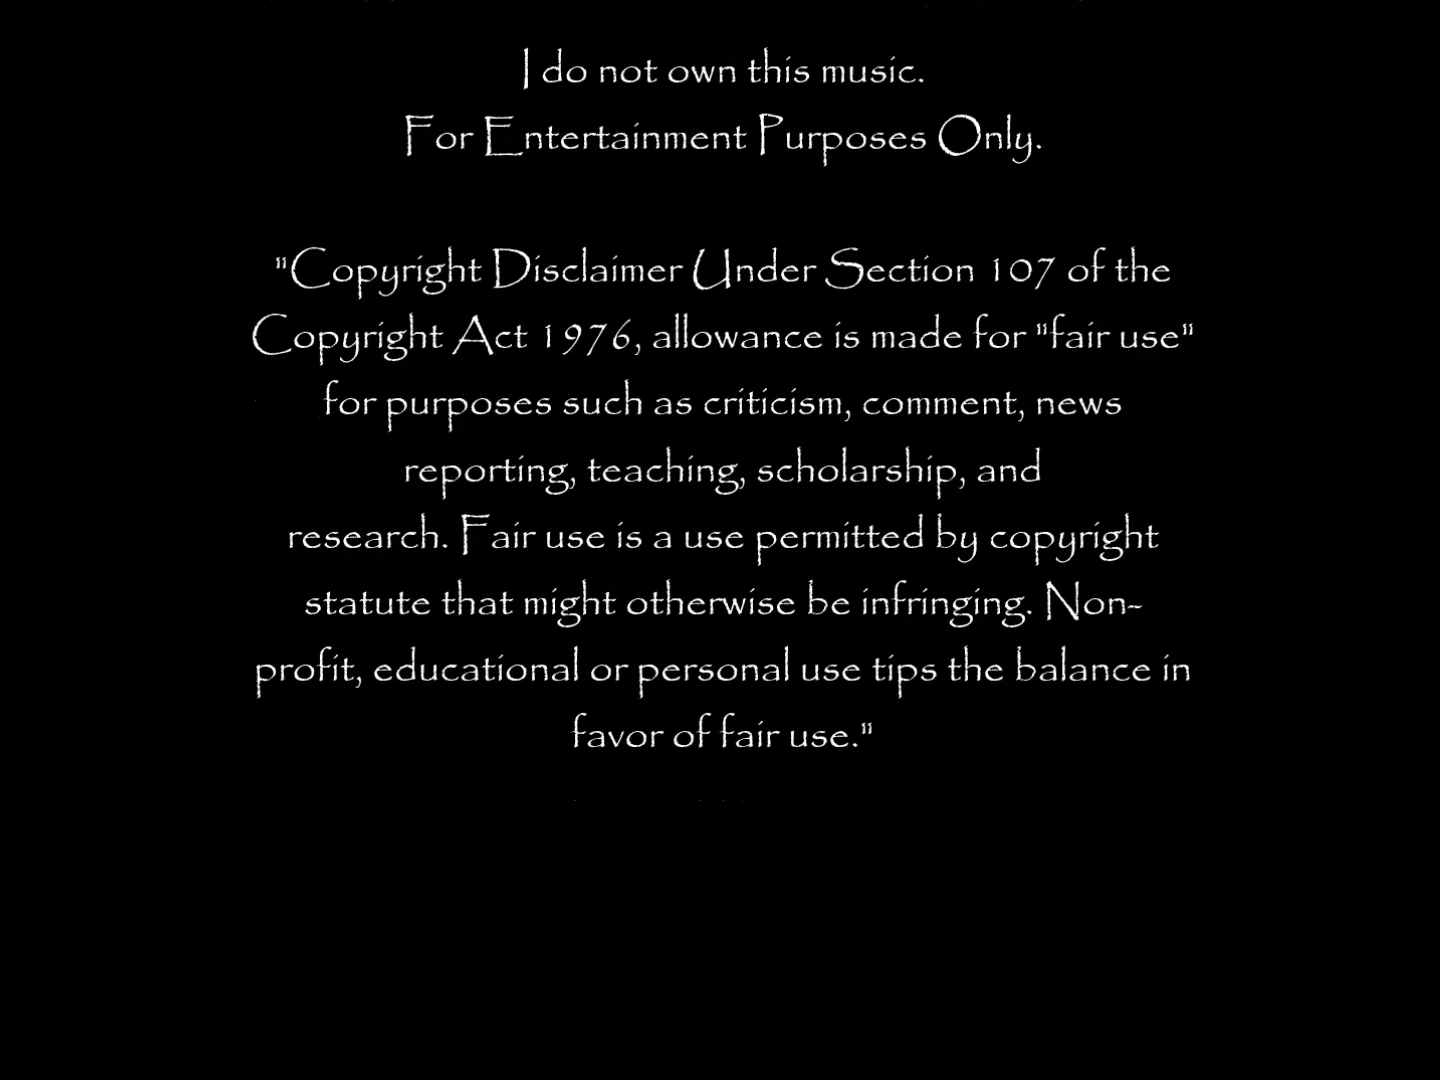 I do not own this music.
For Entertainment Purposes Only.
"Copyright Disclaimer Under Section 107 of the
Copyright Act 1976, allowance is made for "fair use"
for purposes such as criticism, comment, news
reporting, teaching, scholarship, and
research. Fair use is a use permitted by copyright
statute that might otherwise be infringing. Non-
profit, educational or personal use tips the balance in
favor of fair use."